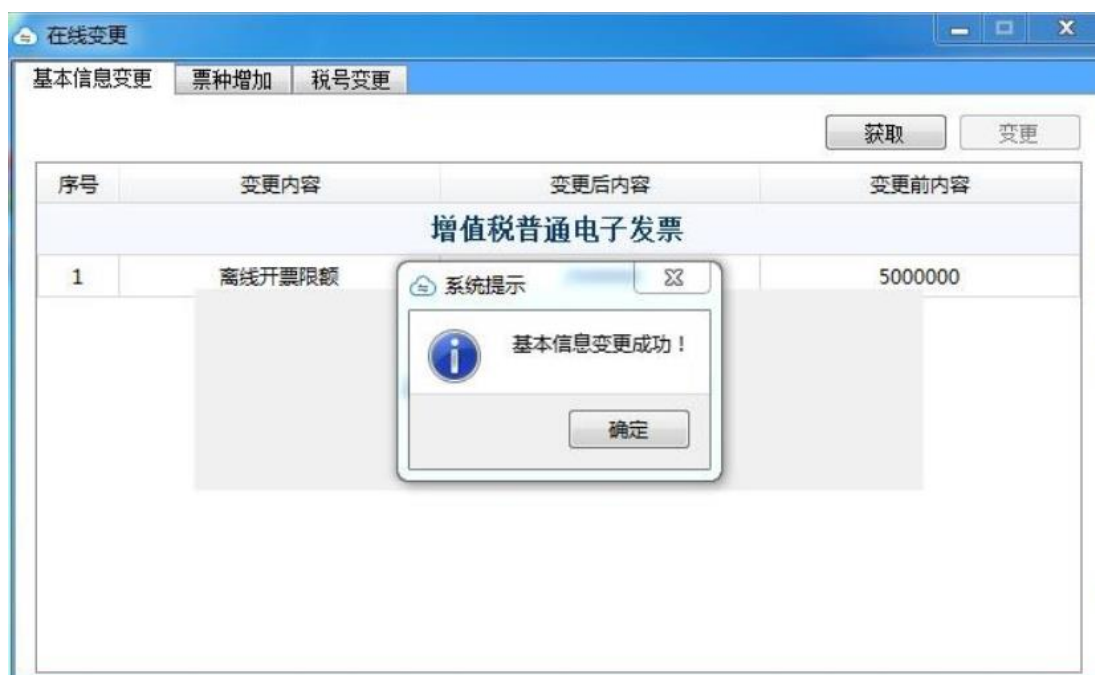 在线变更
基本信息变更 票种增加 税号变更
获取 变更
序号 变更内容 变更后内容 变更前内容
增值税普通电子发票
1 离线开票限额 5000000
系统提示
基本信息变更成功！
确定